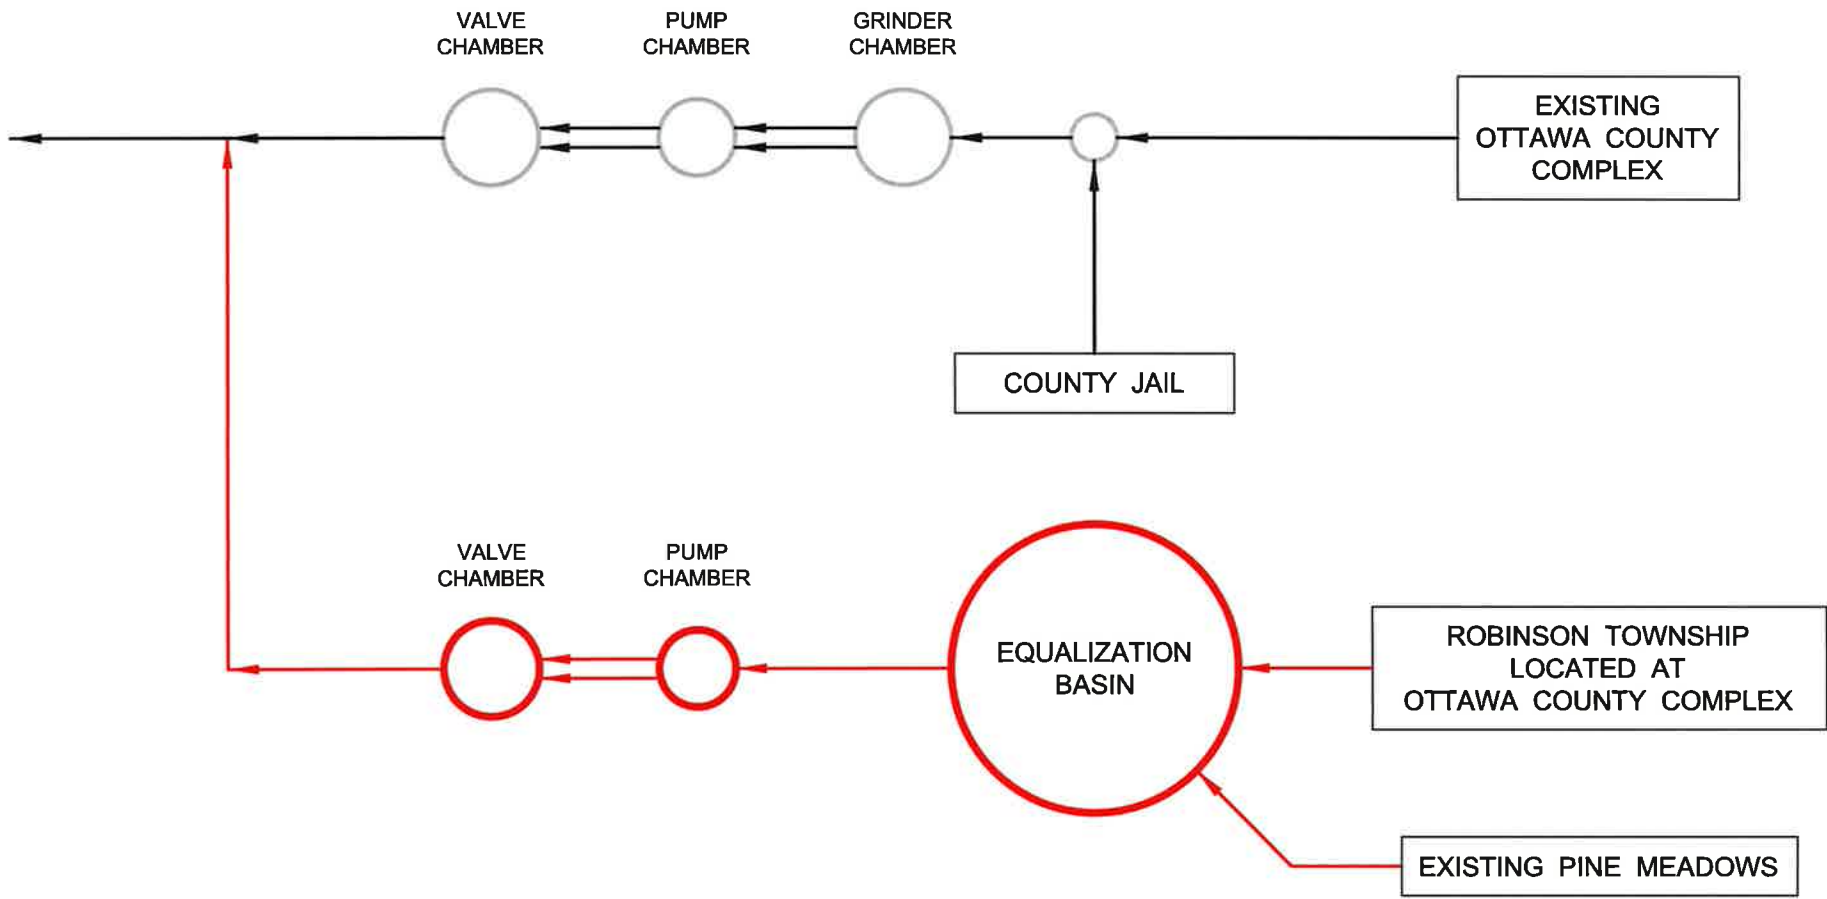 VALVE
CHAMBER
PUMP
CHAMBER
GRINDER
CHAMBER
EXISTING
OTTAWA COUNTY
COMPLEX
COUNTY JAIL
VALVE
CHAMBER
PUMP
CHAMBER
EQUALIZATION
BASIN
ROBINSON TOWNSHIP
LOCATED AT
OTTAWA COUNTY COMPLEX
EXISTING PINE MEADOWS